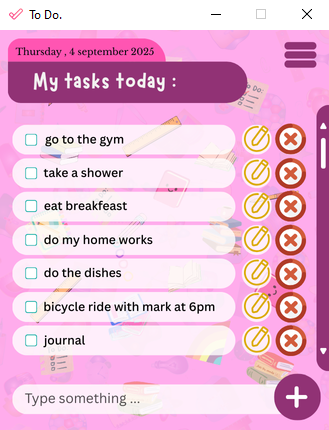 To Do.
Thursday , 4 september 2025
My tasks today :
go to the gym
take a shower
eat breakfeast
do my home works
do the dishes
bicycle ride with mark at 6pm
journal
Type something ...